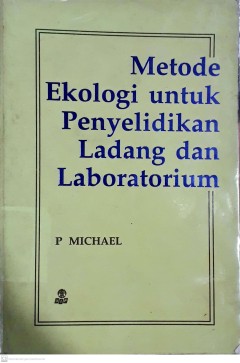 Metode
Ekologi untuk
Penyelidikan
Ladang dan
Laboratorium
P MICHAEL